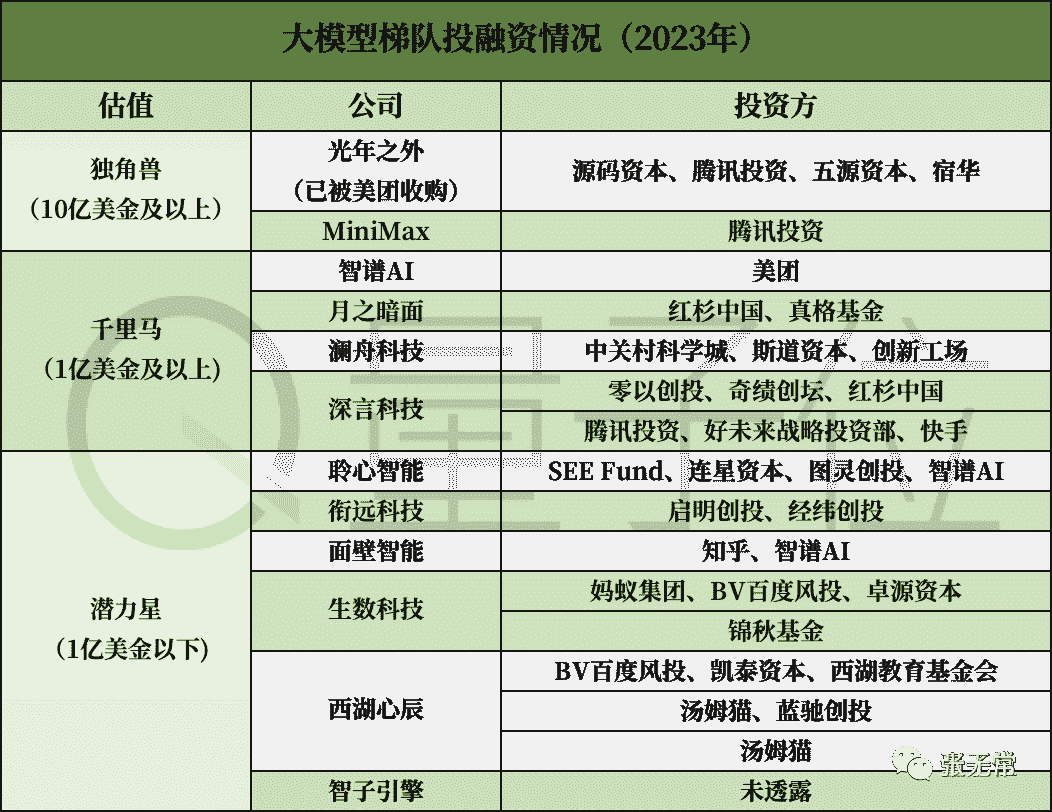 大模型梯队投融资情况（2023年）
估值 公司 投资方
独角兽
（10亿美金及以上）
光年之外
（已被美团收购）
源码资本、腾讯投资、五源资本、宿华
MiniMax 腾讯投资
千里马
（1亿美金及以上）
智谱AI 美团
月之暗面 红杉中国、真格基金
澜舟科技 中关村科学城、斯道资本、创新工场
深言科技
零以创投、奇绩创坛、红杉中国
腾讯投资、好未来战略投资部、快手
潜力星
（1亿美金以下）
聆心智能 SEE Fund、连星资本、图灵创投、智谱AI
衔远科技 启明创投、经纬创投
面壁智能 知乎、智谱AI
生数科技
妈蚁集团、BV百度风投、卓源资本
锦秋基金
西湖心辰
BV百度风投、凯泰资本、西湖教育基金会
汤姆猫、蓝驰创投
汤姆猫
智子引擎 未透露
量子位
张无常